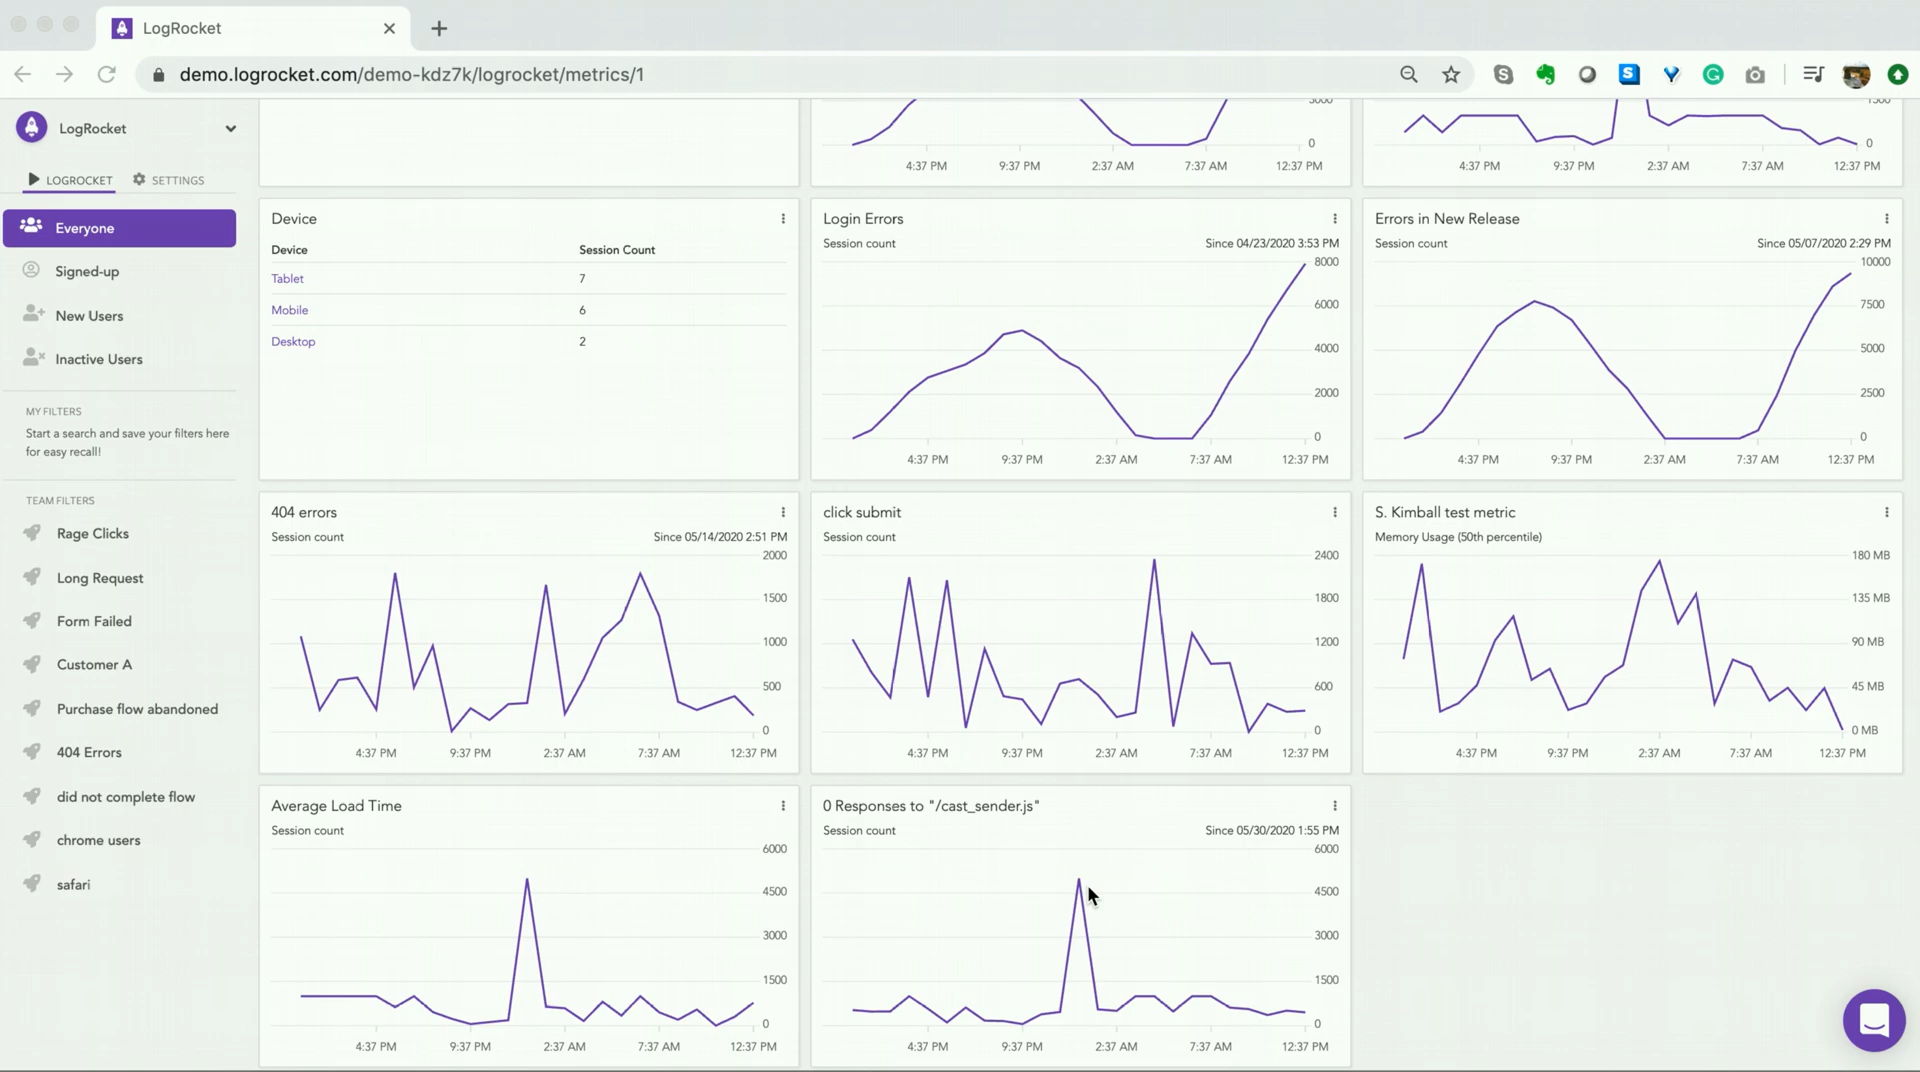 LogRocket
demo.logrocket.com/demo-kdz7k/logrocket/metrics/1
LogRocket
LOGROCKET
SETTINGS
Everyone
Signed-up
New Users
Inactive Users
MY FILTERS
Start a search and save your filters here
for easy recall!
TEAM FILTERS
Rage Clicks
Long Request
Form Failed
Customer A
Purchase flow abandoned
404 Errors
did not complete flow
chrome users
safari
3000
0
4:37 PM 9:37 PM 2:37 AM 7:37 AM 12:37 PM
1500
0
4:37 PM 9:37 PM 2:37 AM 7:37 AM 12:37 PM
Device
Device Session Count
Tablet 7
Mobile 6
Desktop 2
Login Errors
Session count Since 04/23/2020 3:53 PM
8000
6000
4000
2000
0
4:37 PM 9:37 PM 2:37 AM 7:37 AM 12:37 PM
Errors in New Release
Session count Since 05/07/2020 2:29 PM
10000
7500
5000
2500
0
4:37 PM 9:37 PM 2:37 AM 7:37 AM 12:37 PM
404 errors
Session count Since 05/14/2020 2:51 PM
2000
1500
1000
500
0
4:37 PM 9:37 PM 2:37 AM 7:37 AM 12:37 PM
click submit
Session count
2400
1800
1200
600
0
4:37 PM 9:37 PM 2:37 AM 7:37 AM 12:37 PM
S. Kimball test metric
Memory Usage (50th percentile)
180 MB
135 MB
90 MB
45 MB
0 MB
4:37 PM 9:37 PM 2:37 AM 7:37 AM 12:37 PM
Average Load Time
Session count
6000
4500
3000
1500
0
4:37 PM 9:37 PM 2:37 AM 7:37 AM 12:37 PM
0 Responses to "/cast_sender.js"
Session count Since 05/30/2020 1:55 PM
6000
4500
3000
1500
0
4:37 PM 9:37 PM 2:37 AM 7:37 AM 12:37 PM